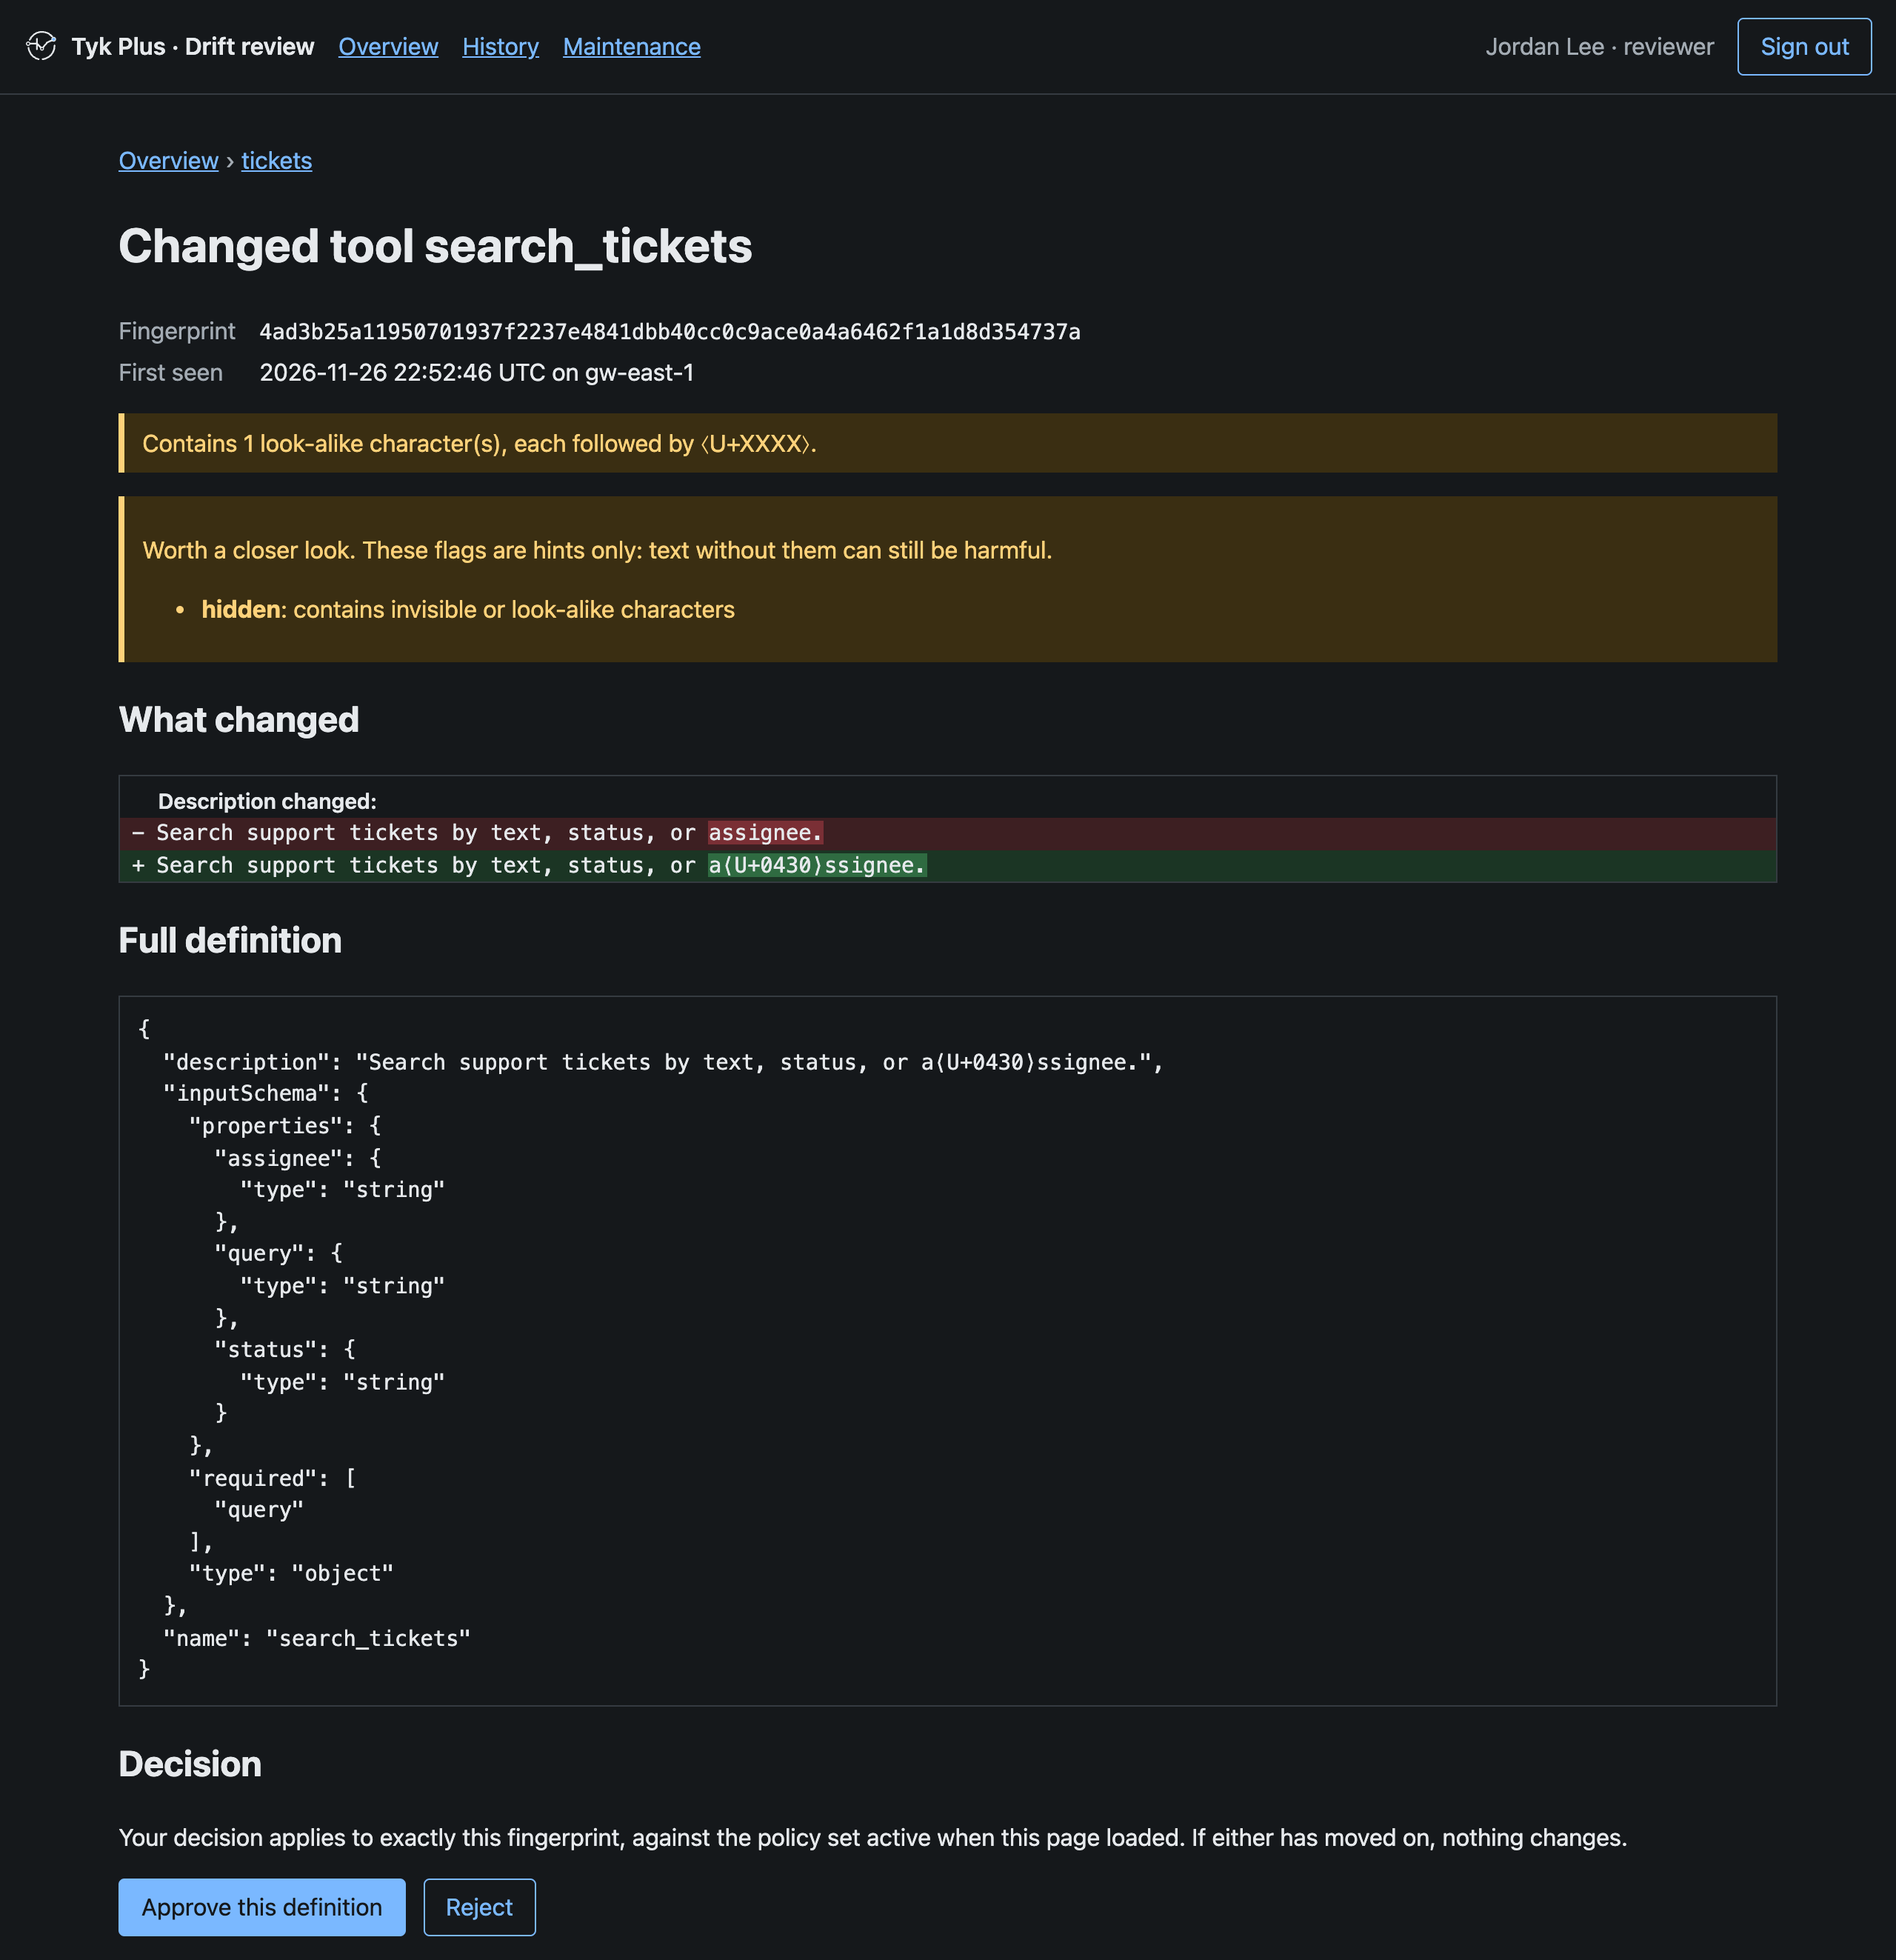 Tyk Plus · Drift review Overview History Maintenance Jordan Lee · reviewer Sign out
Overview › tickets
Changed tool search_tickets
Fingerprint 4ad3b25a11950701937f2237e4841dbb40cc0c9ace0a4a6462f1a1d8d354737a
First seen 2026-11-26 22:52:46 UTC on gw-east-1
Contains 1 look-alike character(s), each followed by ⟨U+XXXX⟩.
Worth a closer look. These flags are hints only: text without them can still be harmful.
• hidden: contains invisible or look-alike characters
What changed
Description changed:
− Search support tickets by text, status, or assignee.
+ Search support tickets by text, status, or а⟨U+0430⟩ssignee.
Full definition
{
"description": "Search support tickets by text, status, or а⟨U+0430⟩ssignee.",
"inputSchema": {
"properties": {
"assignee": {
"type": "string"
},
"query": {
"type": "string"
},
"status": {
"type": "string"
}
},
"required": [
"query"
],
"type": "object"
},
"name": "search_tickets"
}
Decision
Your decision applies to exactly this fingerprint, against the policy set active when this page loaded. If either has moved on, nothing changes.
Approve this definition Reject